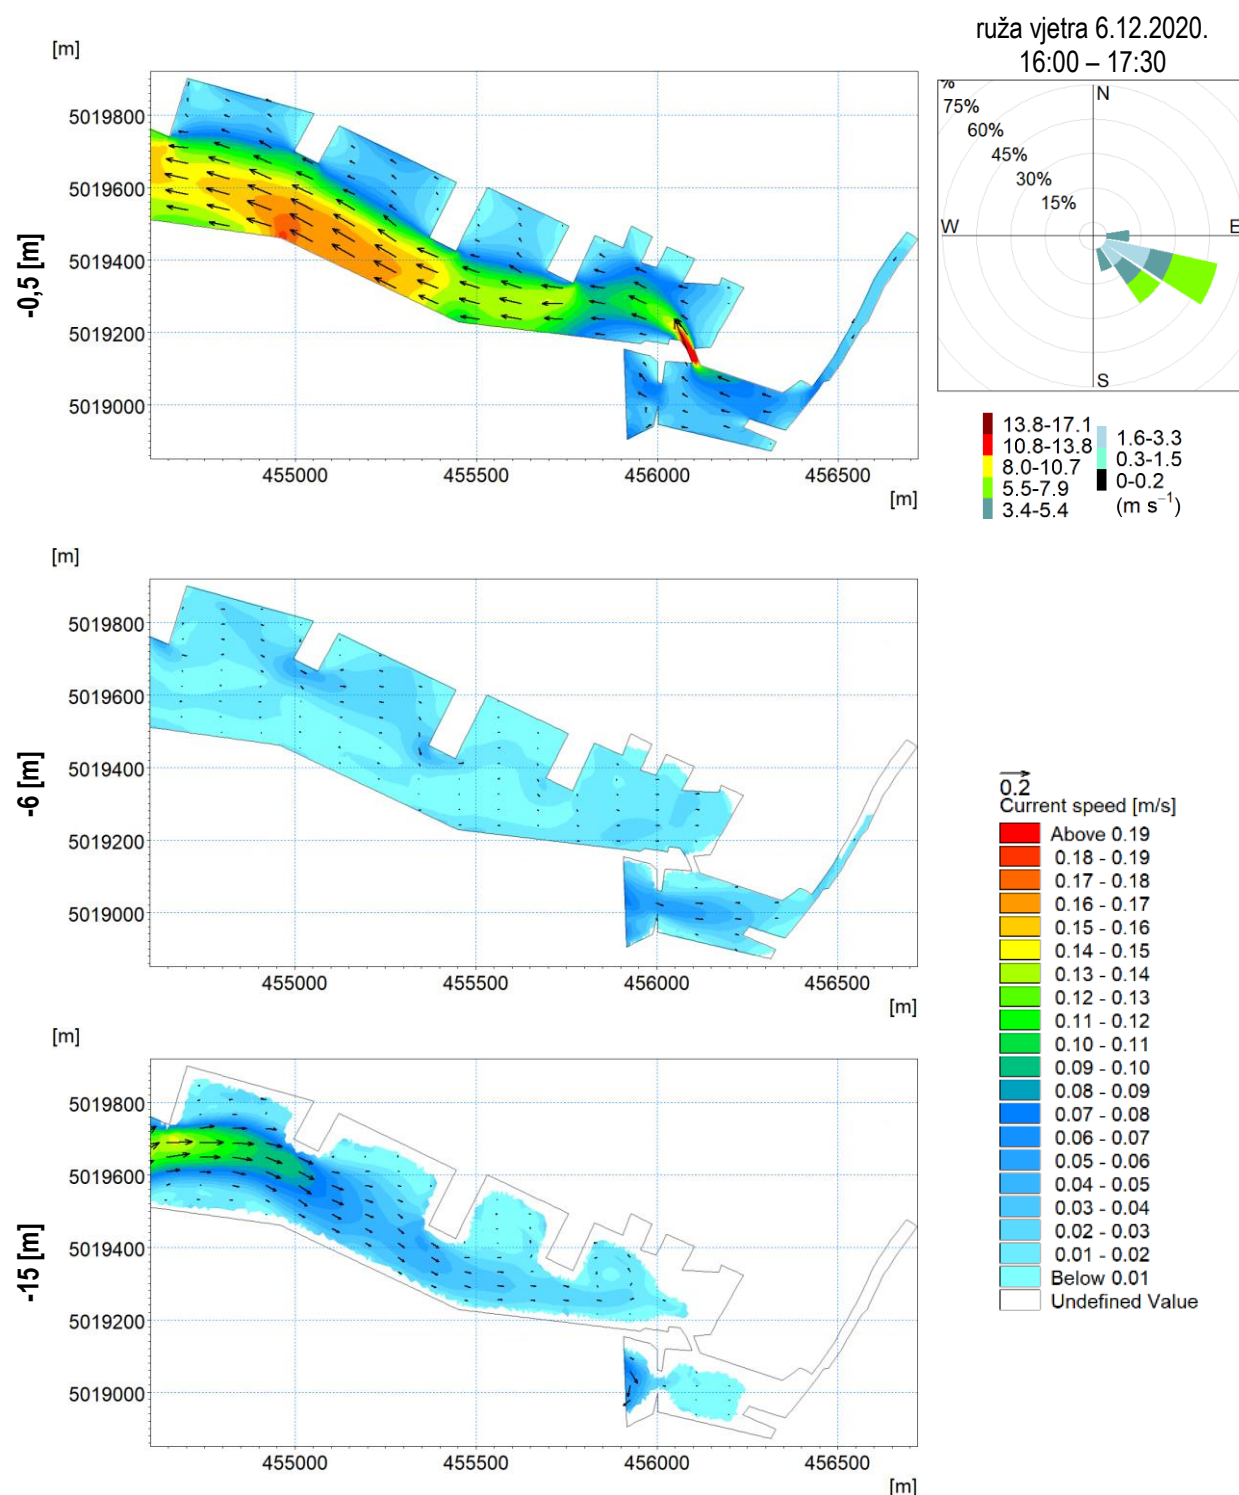 ruža vjetra 6.12.2020.
16:00 – 17:30
%
75%
60%
45%
30%
15%
N
W
E
S
13.8-17.1
10.8-13.8
8.0-10.7
5.5-7.9
3.4-5.4
1.6-3.3
0.3-1.5
0-0.2
(m s⁻¹)
[m]
-0,5 [m]
5019800
5019600
5019400
5019200
5019000
455000
455500
456000
456500
[m]
[m]
-6 [m]
5019800
5019600
5019400
5019200
5019000
455000
455500
456000
456500
[m]
[m]
-15 [m]
5019800
5019600
5019400
5019200
5019000
455000
455500
456000
456500
[m]
0.2
Current speed [m/s]
Above 0.19
0.18 - 0.19
0.17 - 0.18
0.16 - 0.17
0.15 - 0.16
0.14 - 0.15
0.13 - 0.14
0.12 - 0.13
0.11 - 0.12
0.10 - 0.11
0.09 - 0.10
0.08 - 0.09
0.07 - 0.08
0.06 - 0.07
0.05 - 0.06
0.04 - 0.05
0.03 - 0.04
0.02 - 0.03
0.01 - 0.02
Below 0.01
Undefined Value